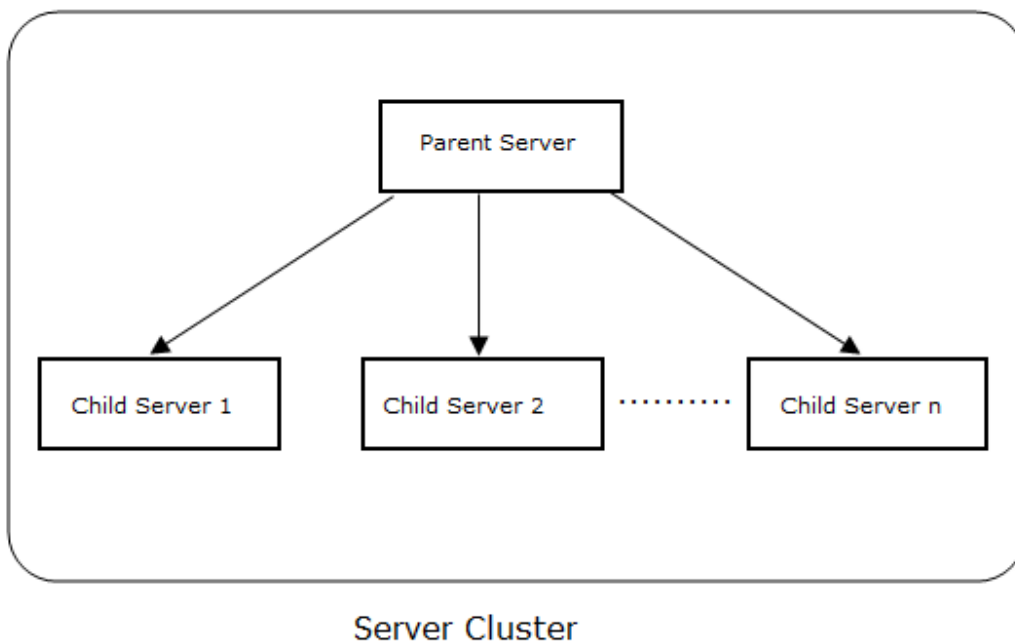 Parent Server
Child Server 1
Child Server 2
Child Server n
Server Cluster